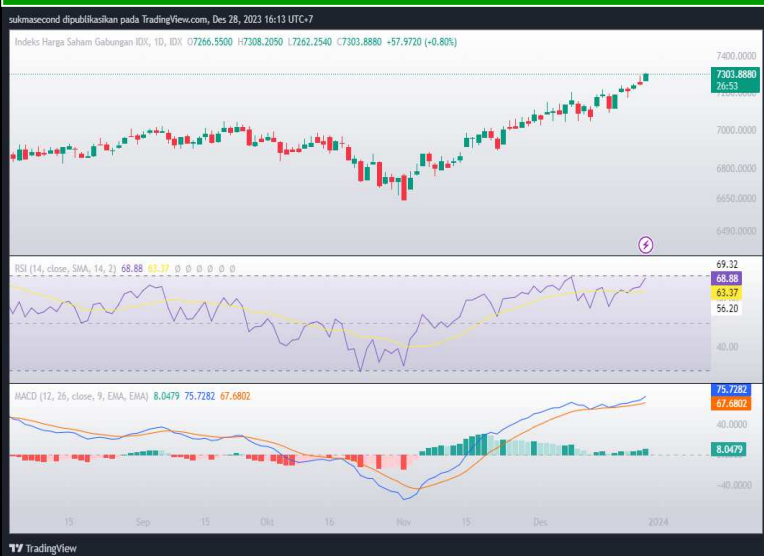 sukmasecond dipublikasikan pada TradingView.com, Des 28, 2023 16:13 UTC+7
Indeks Harga Saham Gabungan IDX, 1D, IDX O7266.5500 H7308.2050 L7262.2540 C7303.8880 +57.9720 (+0.80%)
7400.0000
7303.8880
26:53
7000.0000
6800.0000
6650.0000
6490.0000
RSI (14, close, SMA, 14, 2) 68.88 63.37 Ø Ø Ø Ø Ø Ø
69.32
68.88
63.37
56.20
40.00
MACD (12, 26, close, 9, EMA, EMA) 8.0479 75.7282 67.6802
75.7282
67.6802
40.0000
8.0479
-40.0000
15 Sep 15 Okt 16 Nov 15 Des 2024
TradingView